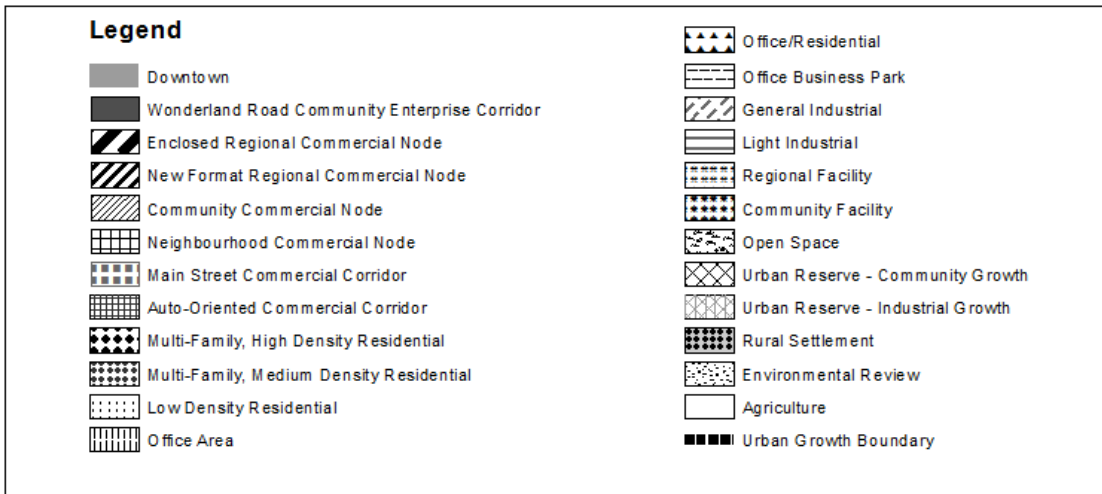 Legend
Downtown
Wonderland Road Community Enterprise Corridor
Enclosed Regional Commercial Node
New Format Regional Commercial Node
Community Commercial Node
Neighbourhood Commercial Node
Main Street Commercial Corridor
Auto-Oriented Commercial Corridor
Multi-Family, High Density Residential
Multi-Family, Medium Density Residential
Low Density Residential
Office Area
Office/Residential
Office Business Park
General Industrial
Light Industrial
Regional Facility
Community Facility
Open Space
Urban Reserve - Community Growth
Urban Reserve - Industrial Growth
Rural Settlement
Environmental Review
Agriculture
Urban Growth Boundary